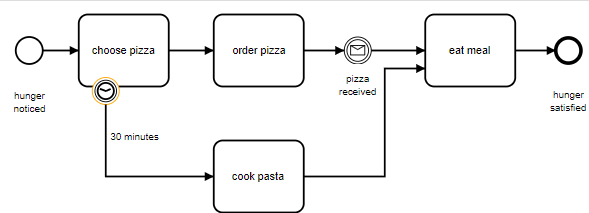 choose pizza
order pizza
eat meal
pizza
received
hunger
noticed
hunger
satisfied
30 minutes
cook pasta